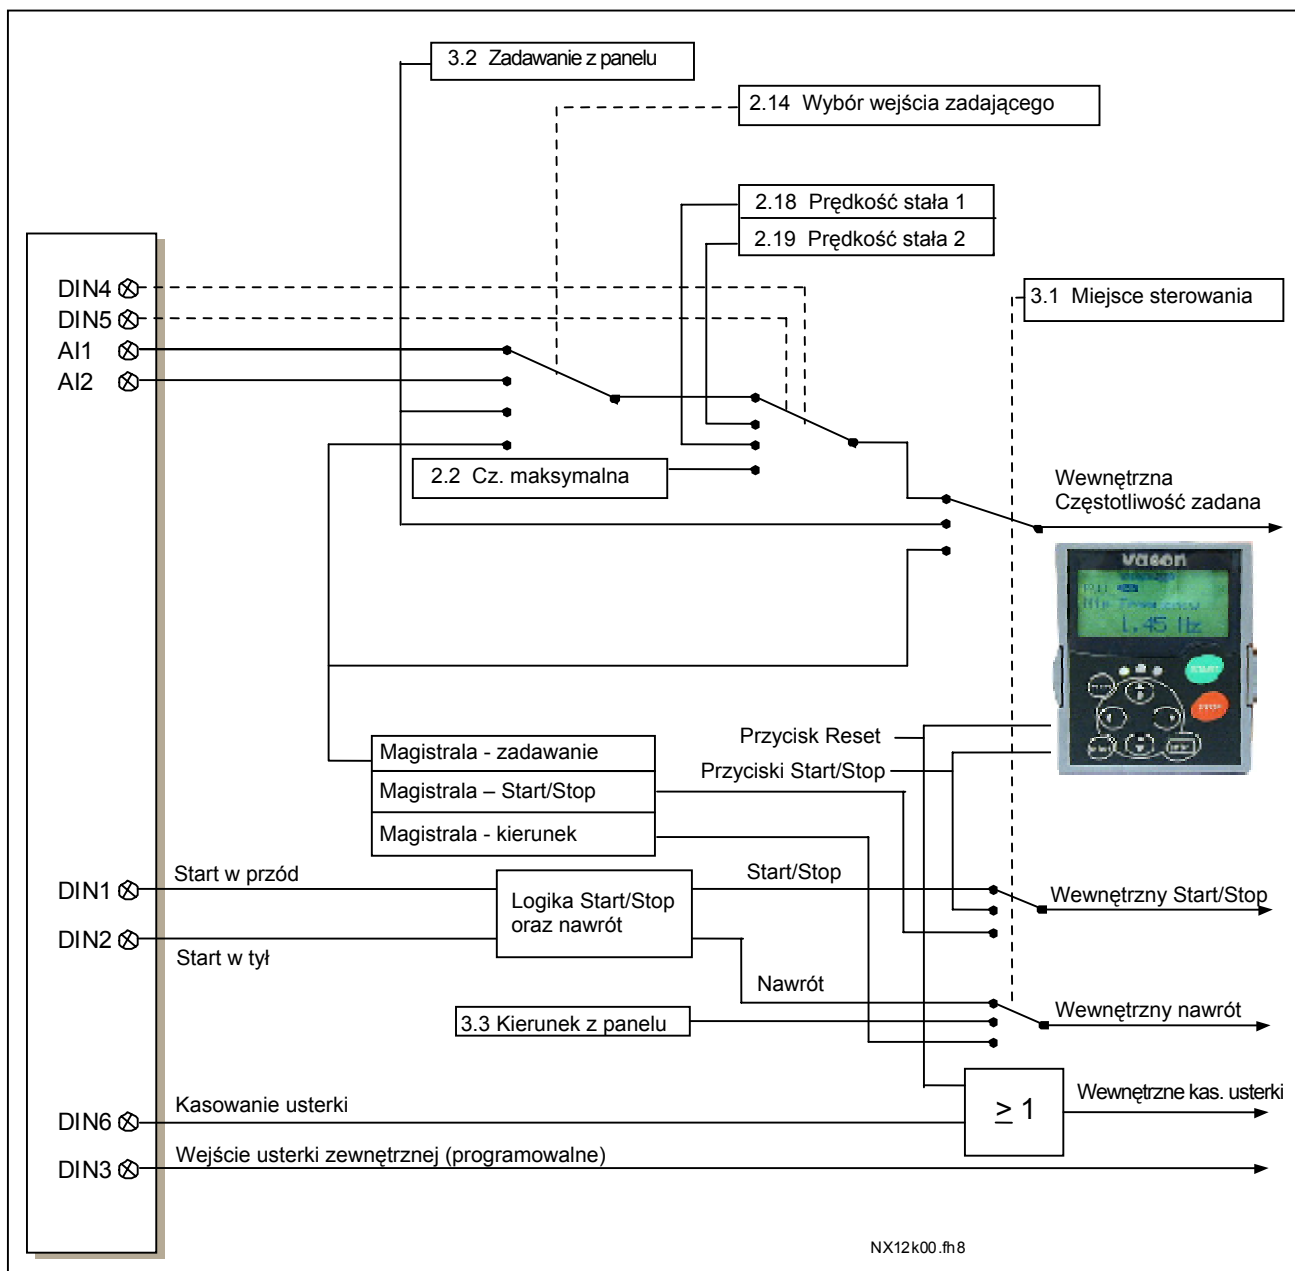 3.2 Zadawanie z panelu
2.14 Wybór wejścia zadającego
2.18 Prędkość stała 1
2.19 Prędkość stała 2
3.1 Miejsce sterowania
DIN4
DIN5
AI1
AI2
2.2 Cz. maksymalna
Wewnętrzna
Częstotliwość zadana
vacon
1.45 Hz
START
Przycisk Reset
Przyciski Start/Stop
Magistrala - zadawanie
Magistrala – Start/Stop
Magistrala - kierunek
DIN1
Start w przód
Logika Start/Stop
oraz nawrót
Start/Stop
Wewnętrzny Start/Stop
DIN2
Start w tył
Nawrót
3.3 Kierunek z panelu
Wewnętrzny nawrót
DIN6
Kasowanie usterki
≥ 1
Wewnętrzne kas. usterki
DIN3
Wejście usterki zewnętrznej (programowalne)
NX12k00.fh8